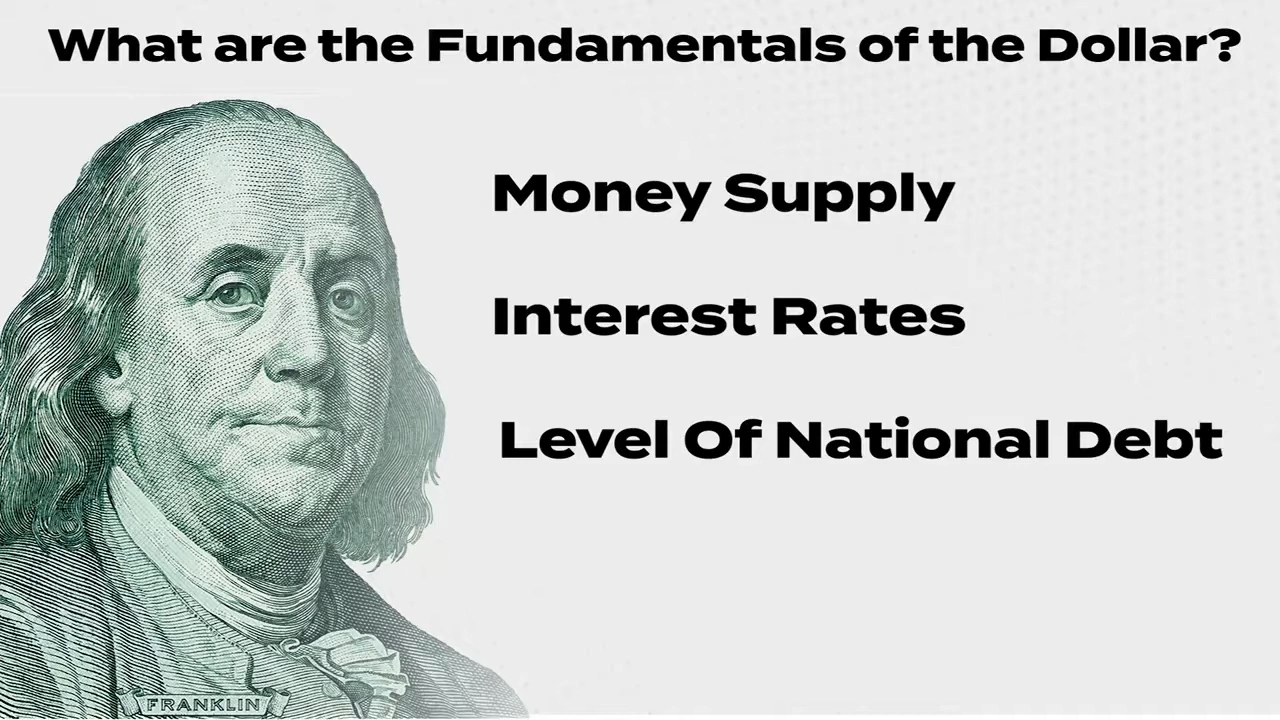 What are the Fundamentals of the Dollar?
Money Supply
Interest Rates
Level Of National Debt
FRANKLIN